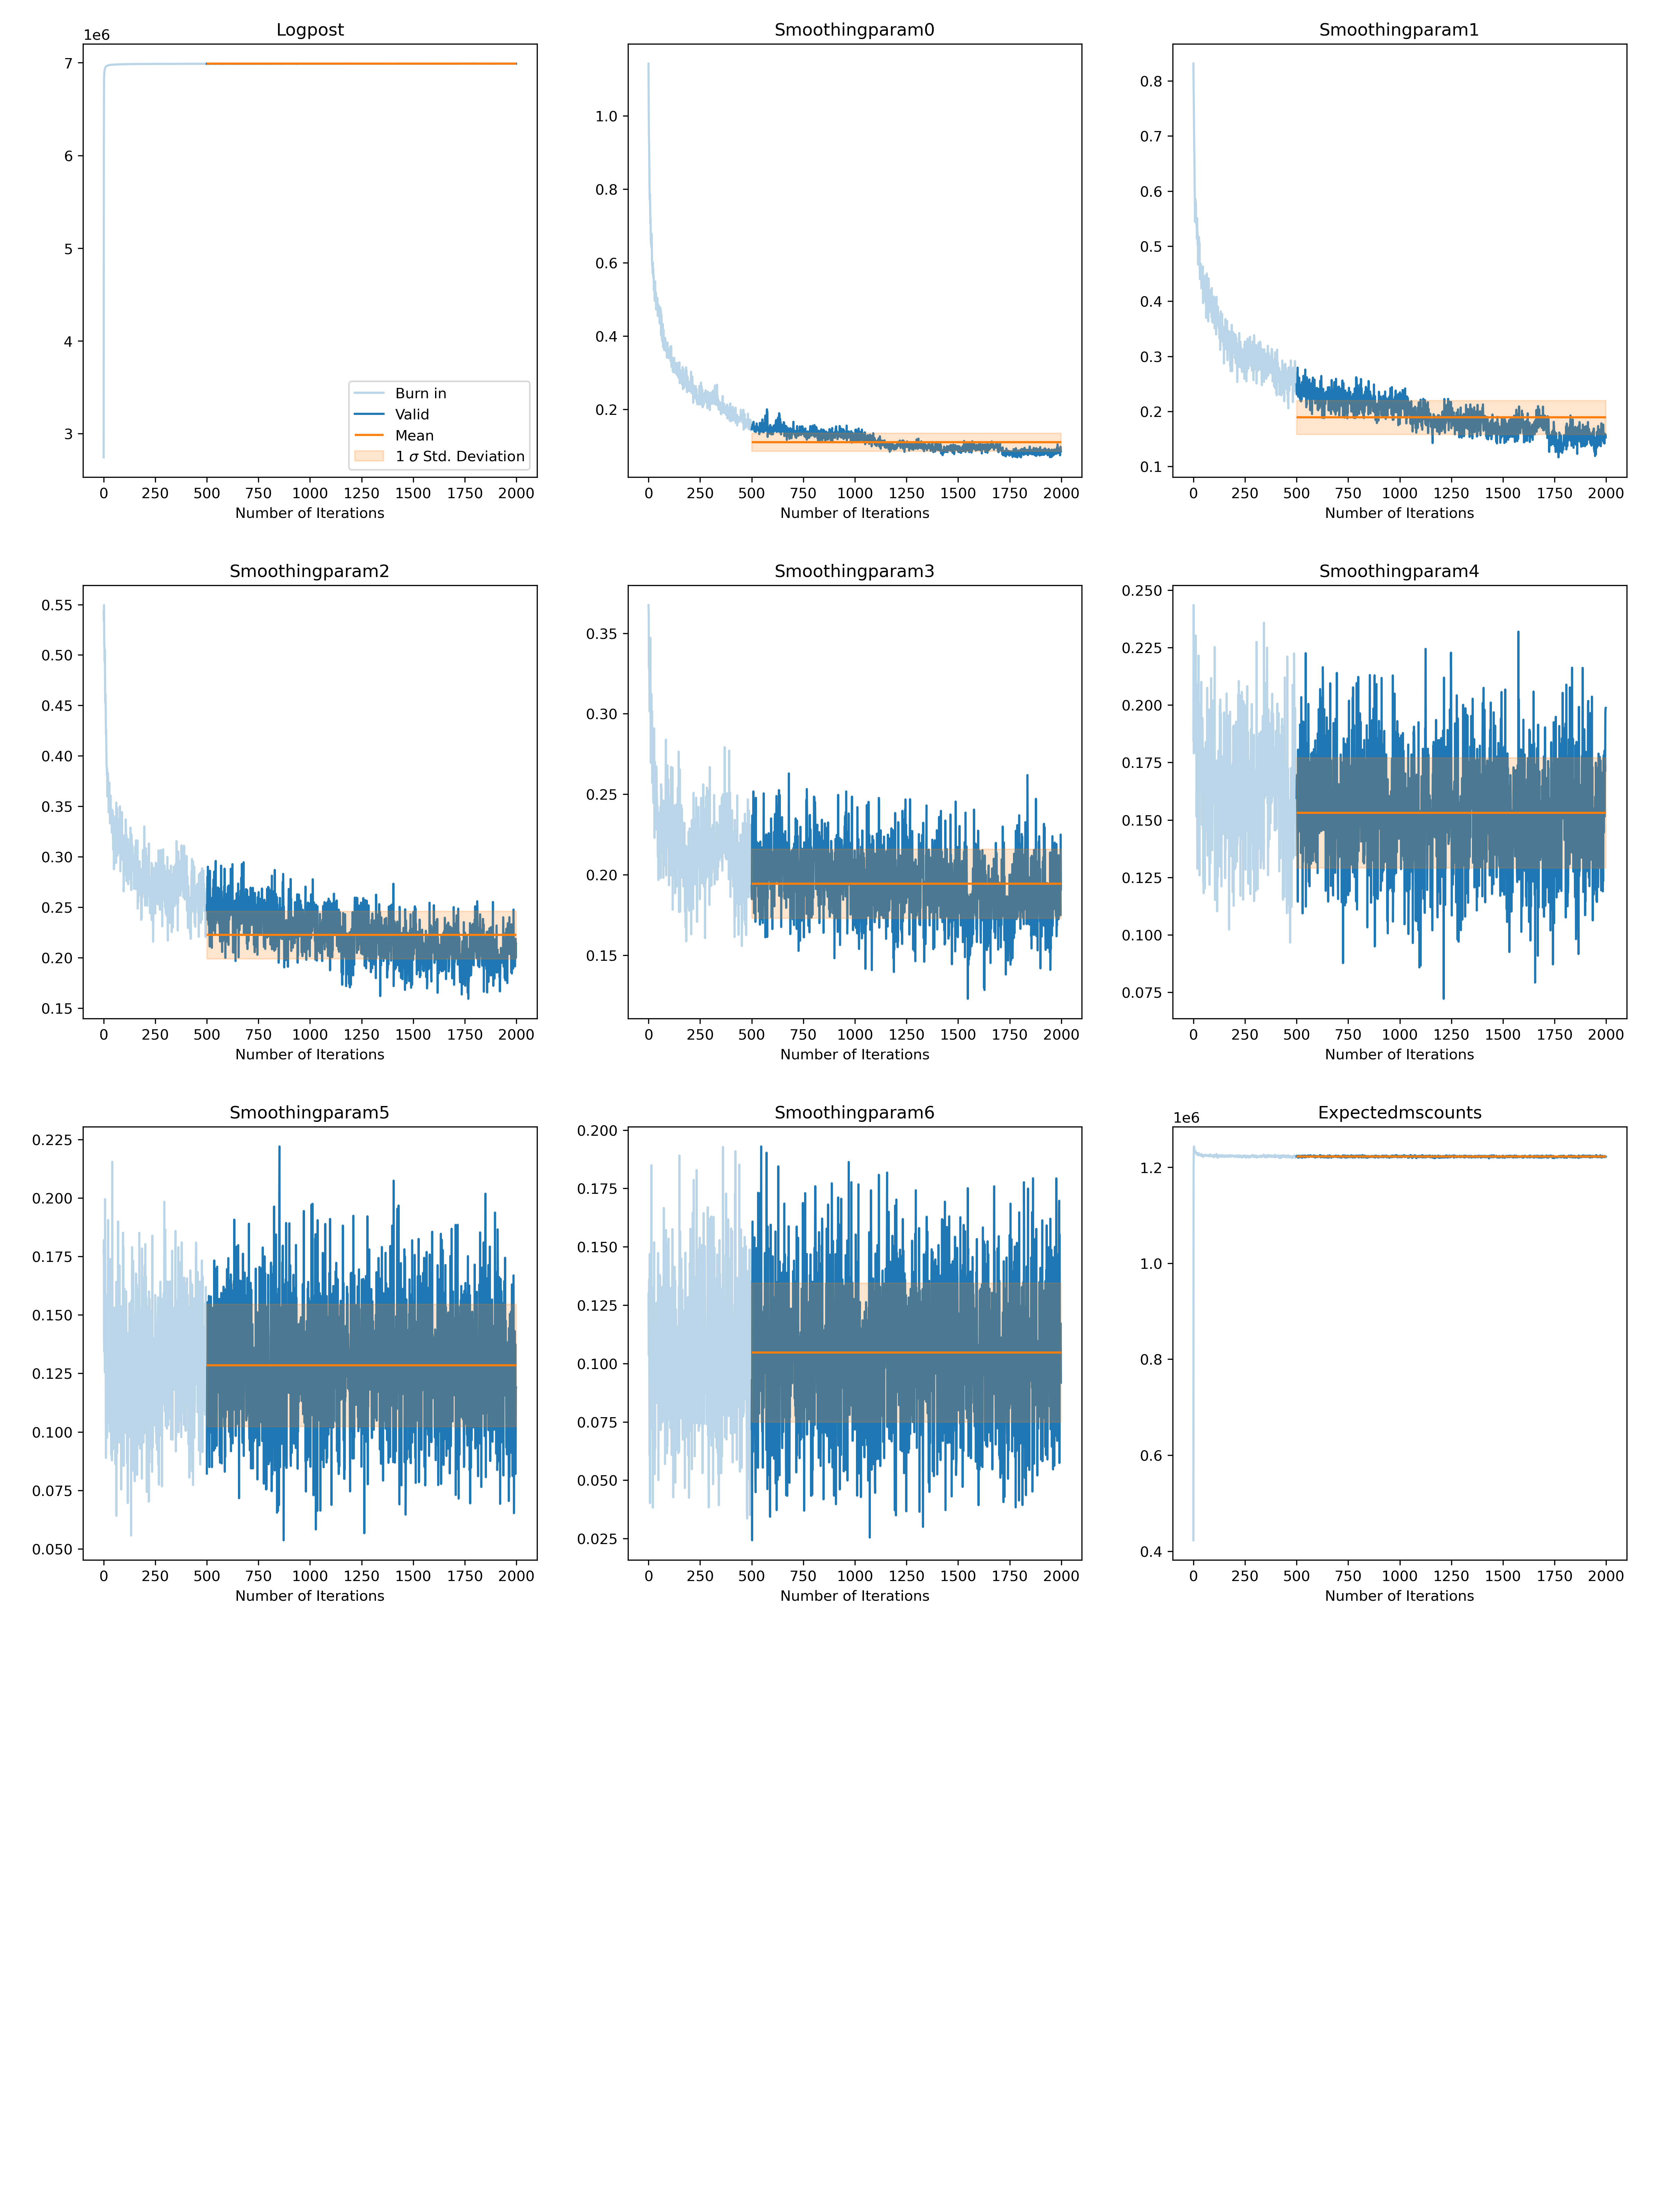 Logpost
1e6
7
6
5
4
3
0 250 500 750 1000 1250 1500 1750 2000
Number of Iterations
Burn in
Valid
Mean
1 σ Std. Deviation
Smoothingparam0
1.0
0.8
0.6
0.4
0.2
0 250 500 750 1000 1250 1500 1750 2000
Number of Iterations
Smoothingparam1
0.8
0.7
0.6
0.5
0.4
0.3
0.2
0.1
0 250 500 750 1000 1250 1500 1750 2000
Number of Iterations
Smoothingparam2
0.55
0.50
0.45
0.40
0.35
0.30
0.25
0.20
0.15
0 250 500 750 1000 1250 1500 1750 2000
Number of Iterations
Smoothingparam3
0.35
0.30
0.25
0.20
0.15
0 250 500 750 1000 1250 1500 1750 2000
Number of Iterations
Smoothingparam4
0.250
0.225
0.200
0.175
0.150
0.125
0.100
0.075
0 250 500 750 1000 1250 1500 1750 2000
Number of Iterations
Smoothingparam5
0.225
0.200
0.175
0.150
0.125
0.100
0.075
0.050
0 250 500 750 1000 1250 1500 1750 2000
Number of Iterations
Smoothingparam6
0.200
0.175
0.150
0.125
0.100
0.075
0.050
0.025
0 250 500 750 1000 1250 1500 1750 2000
Number of Iterations
Expectedmscounts
1e6
1.2
1.0
0.8
0.6
0.4
0 250 500 750 1000 1250 1500 1750 2000
Number of Iterations